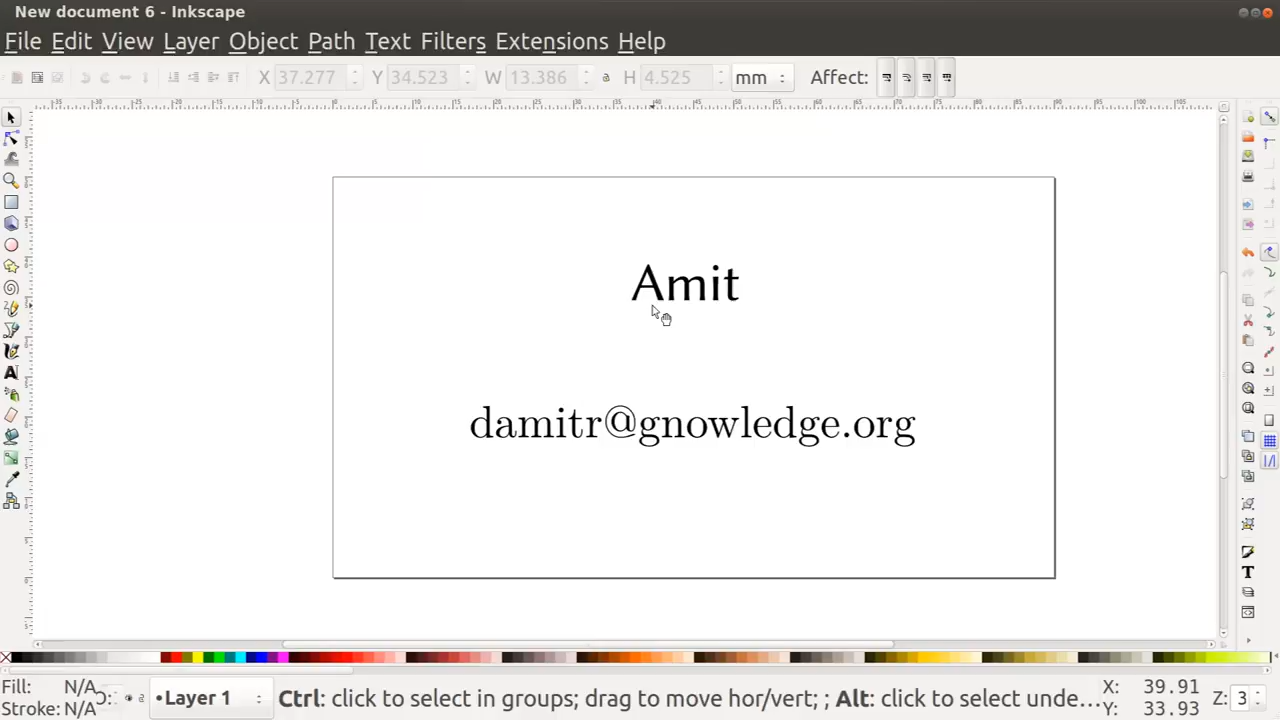 New document 6 - Inkscape
File Edit View Layer Object Path Text Filters Extensions Help
X 37.277 Y 34.523 W 13.386 H 4.525 mm Affect:
Amit
damitr@gnowledge.org
Fill: N/A
Stroke: N/A
•Layer 1
Ctrl: click to select in groups; drag to move hor/vert; ; Alt: click to select unde...
X: 39.91
Y: 33.93
Z: 3